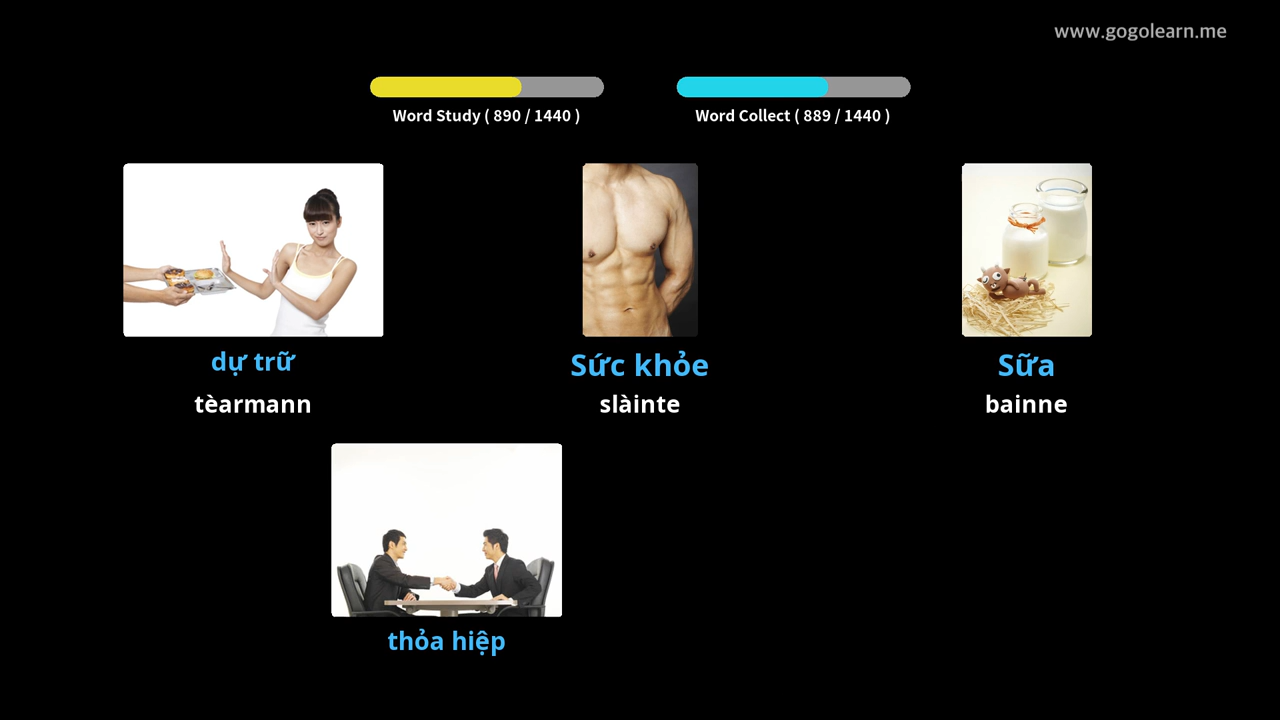 www.gogolearn.me
Word Study ( 890 / 1440 )
Word Collect ( 889 / 1440 )
dự trữ
Sức khỏe
Sữa
tèarmann
slàinte
bainne
thỏa hiệp